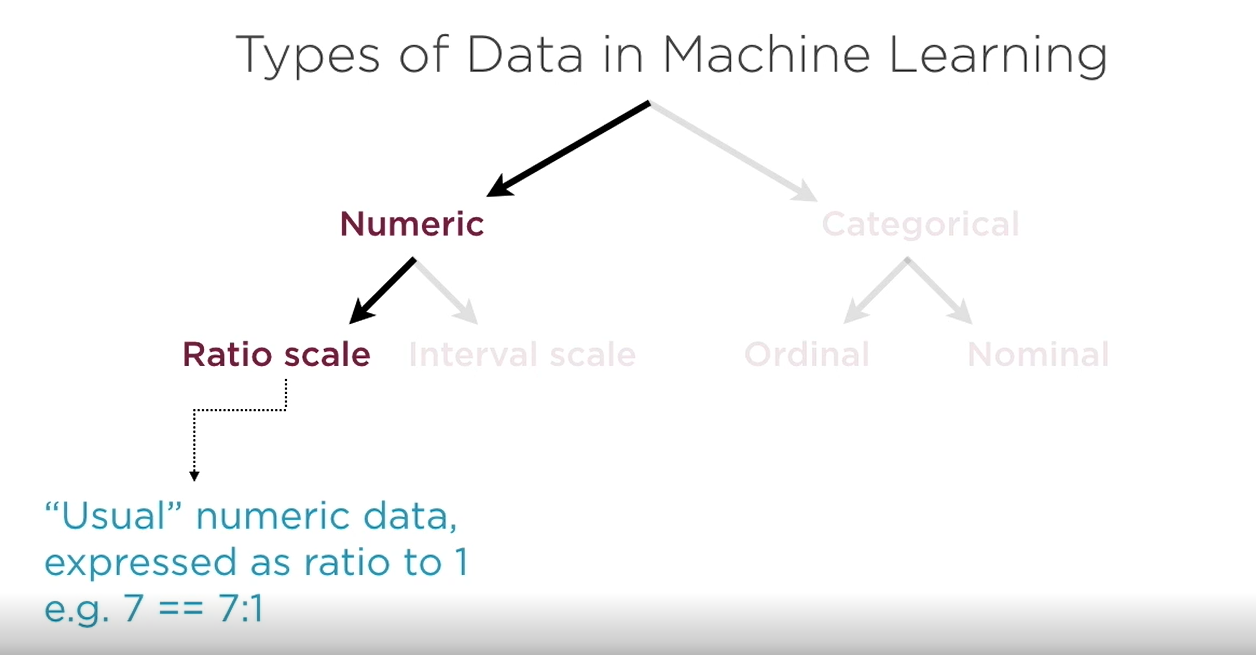 Types of Data in Machine Learning
Numeric
Categorical
Ratio scale
Interval scale
Ordinal
Nominal
“Usual” numeric data,
expressed as ratio to 1
e.g. 7 == 7:1